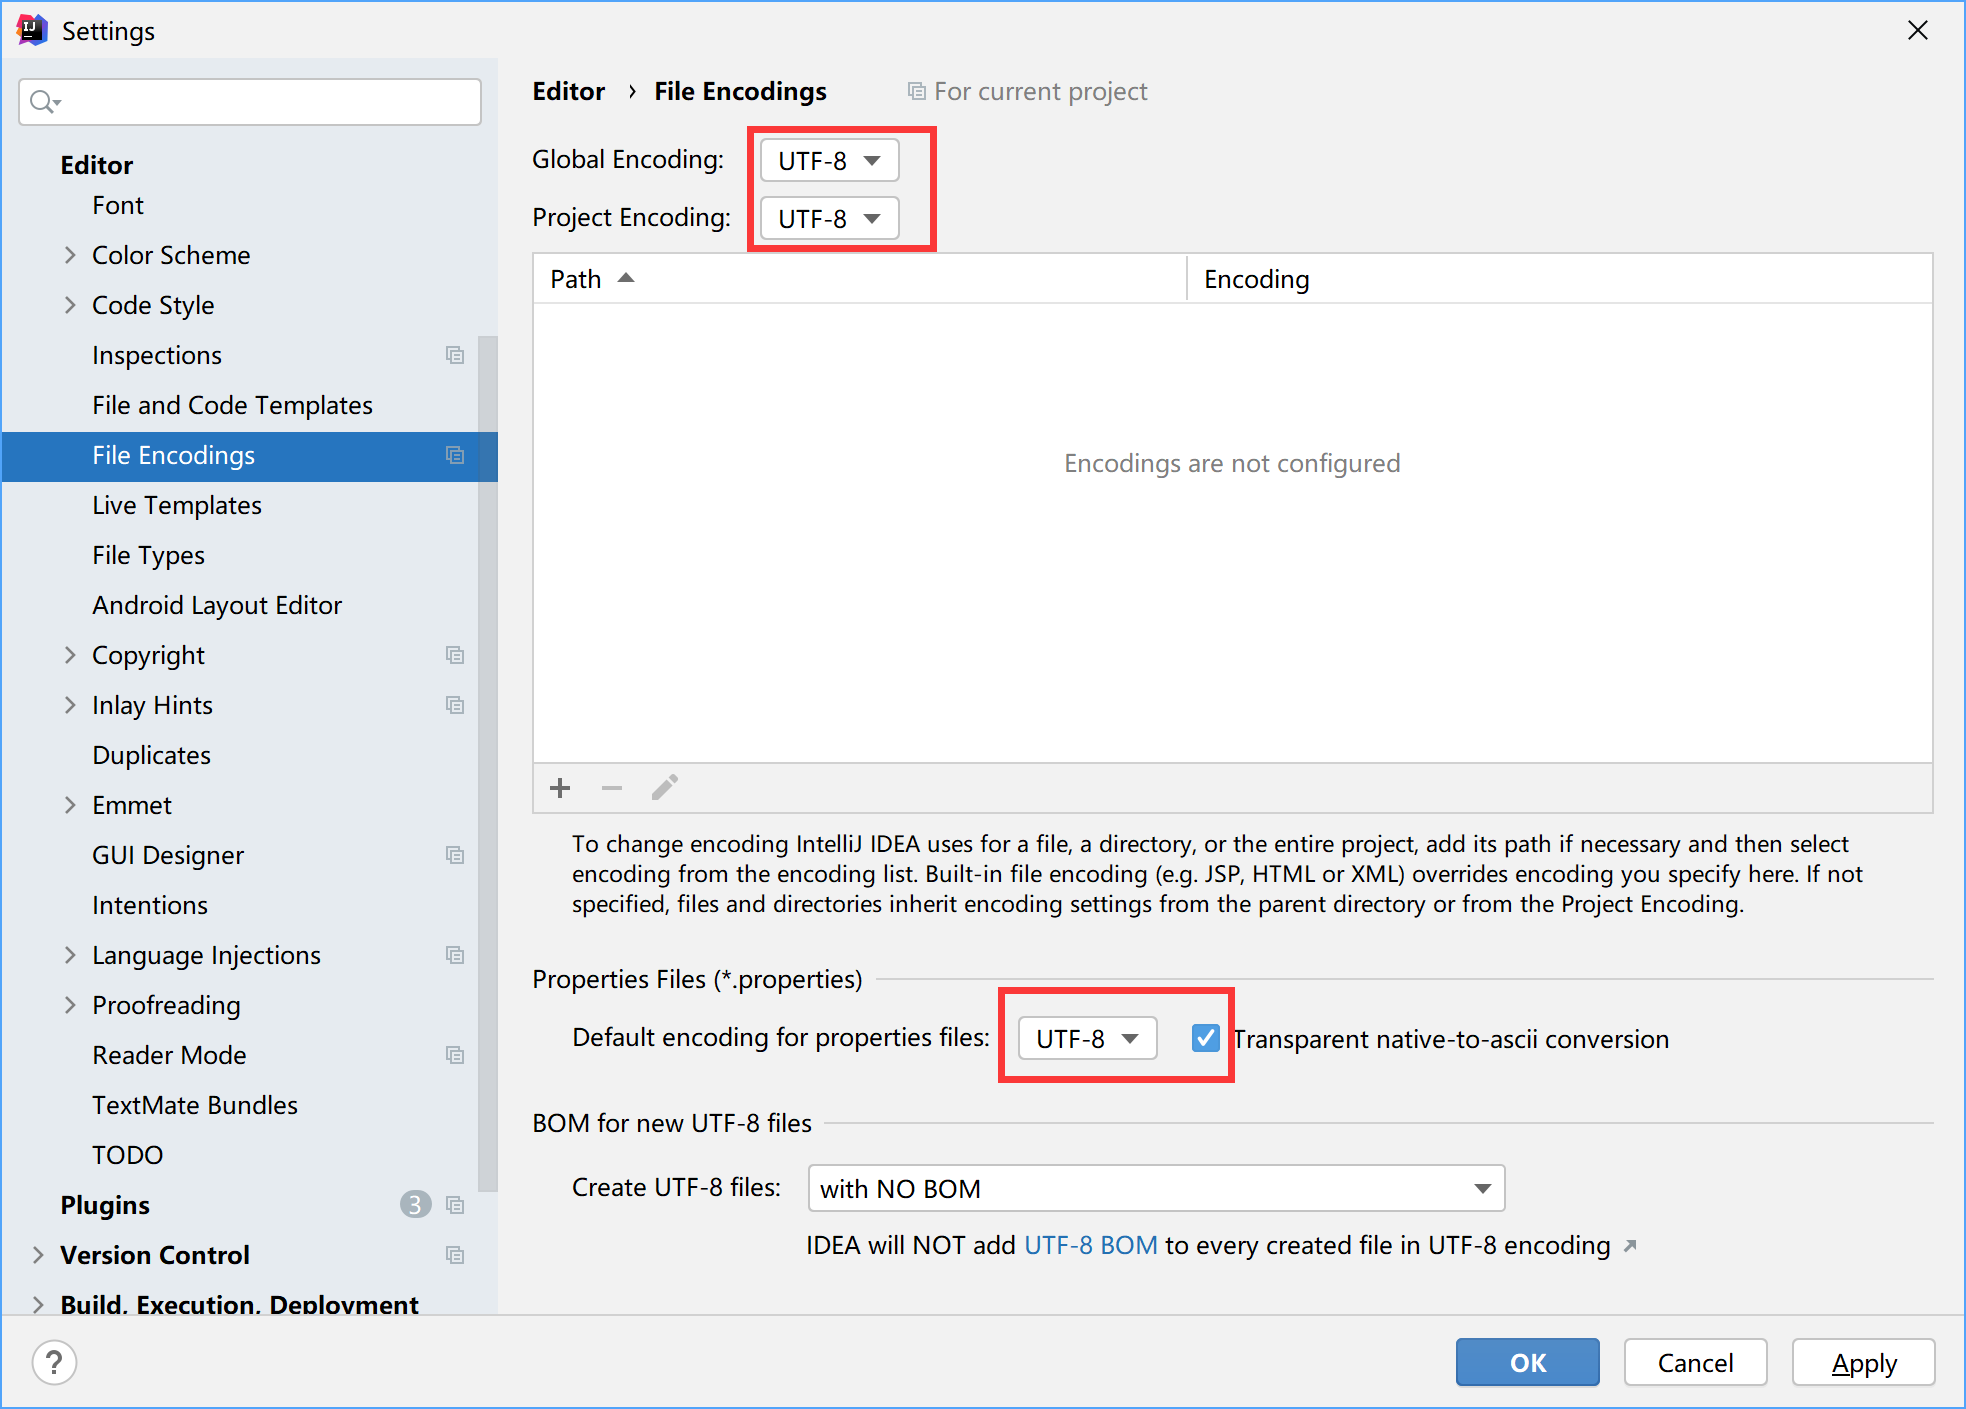 Settings
Editor
Font
Color Scheme
Code Style
Inspections
File and Code Templates
File Encodings
Live Templates
File Types
Android Layout Editor
Copyright
Inlay Hints
Duplicates
Emmet
GUI Designer
Intentions
Language Injections
Proofreading
Reader Mode
TextMate Bundles
TODO
Plugins 3
Version Control
Build, Execution, Deployment
Editor › File Encodings For current project
Global Encoding: UTF-8
Project Encoding: UTF-8
Path Encoding
Encodings are not configured
To change encoding IntelliJ IDEA uses for a file, a directory, or the entire project, add its path if necessary and then select
encoding from the encoding list. Built-in file encoding (e.g. JSP, HTML or XML) overrides encoding you specify here. If not
specified, files and directories inherit encoding settings from the parent directory or from the Project Encoding.
Properties Files (*.properties)
Default encoding for properties files: UTF-8 Transparent native-to-ascii conversion
BOM for new UTF-8 files
Create UTF-8 files: with NO BOM
IDEA will NOT add UTF-8 BOM to every created file in UTF-8 encoding
? OK Cancel Apply